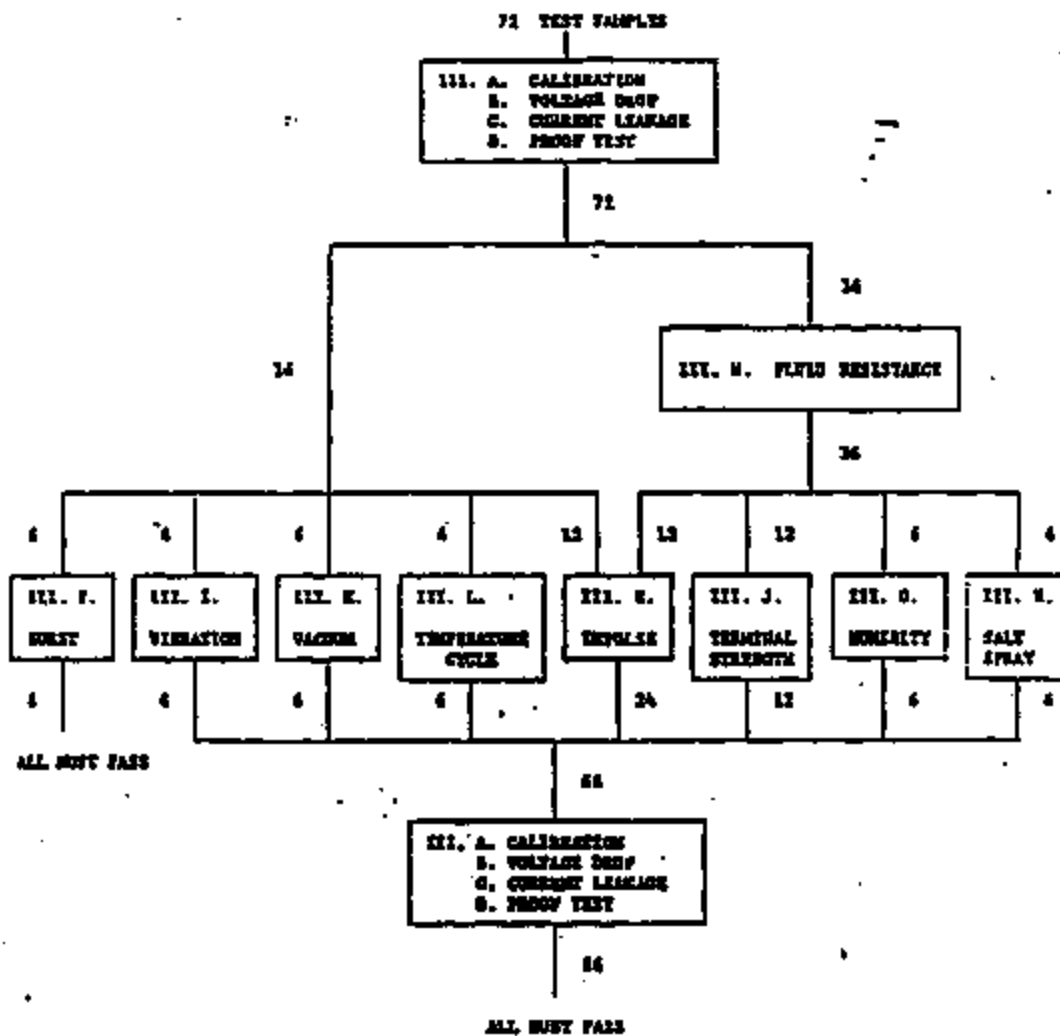 72 TEST SAMPLES
III. A. CALIBRATION
B. VOLTAGE DROP
C. CURRENT LEAKAGE
D. PROOF TEST
72
36
36
III. M. FLUID RESISTANCE
36
6 6 6 6 12 12 12 6 6
III. F. III. I. III. K. III. L. III. H. III. J. III. O. III. N.
BURST VIBRATION VACUUM TEMPERATURE IMPULSE TERMINAL HUMIDITY SALT
CYCLE STRENGTH SPRAY
6 6 6 6 24 12 6 6
ALL MUST PASS
66
III. A. CALIBRATION
B. VOLTAGE DROP
C. CURRENT LEAKAGE
D. PROOF TEST
66
ALL MUST PASS